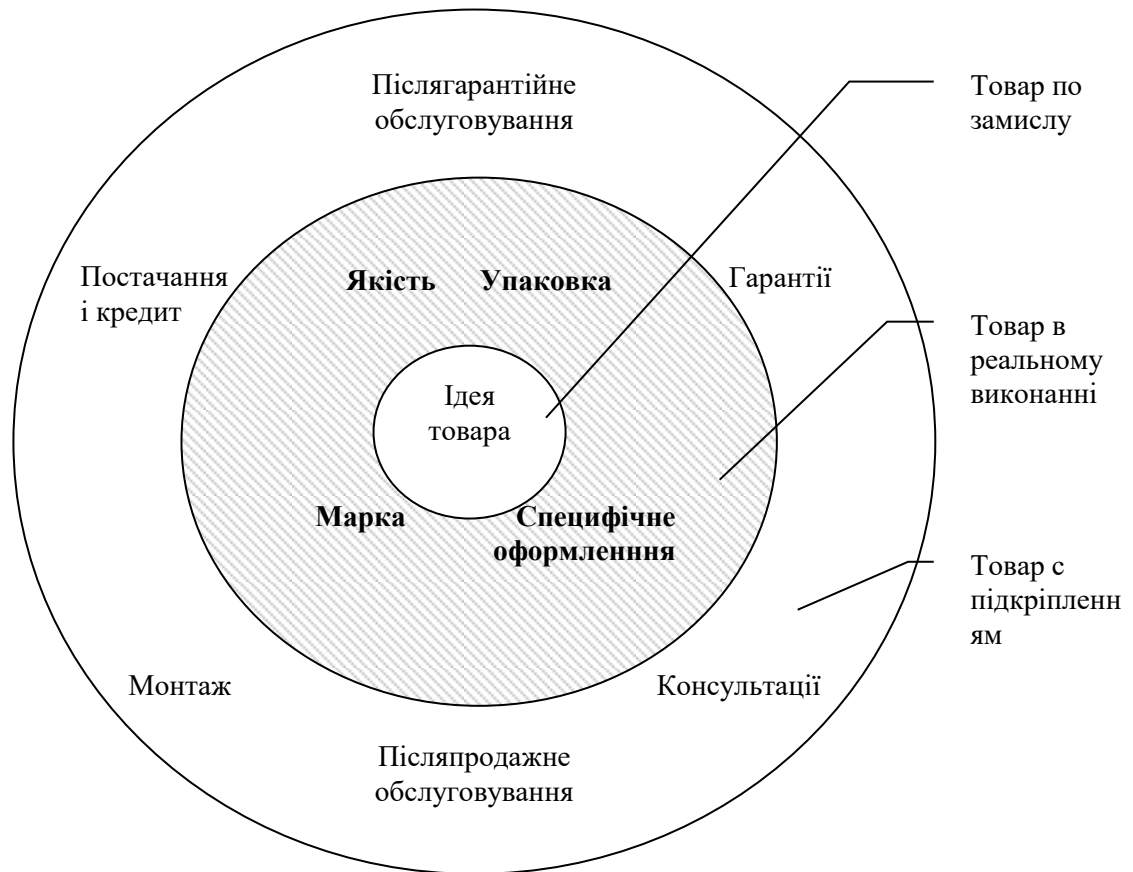 Післягарантійне
обслуговування
Товар по
замислу
Постачання
і кредит
Якість Упаковка
Гарантії
Товар в
реальному
виконанні
Ідея
товара
Марка
Специфічне
оформленння
Товар с
підкріпленн
ям
Монтаж
Консультації
Післяпродажне
обслуговування